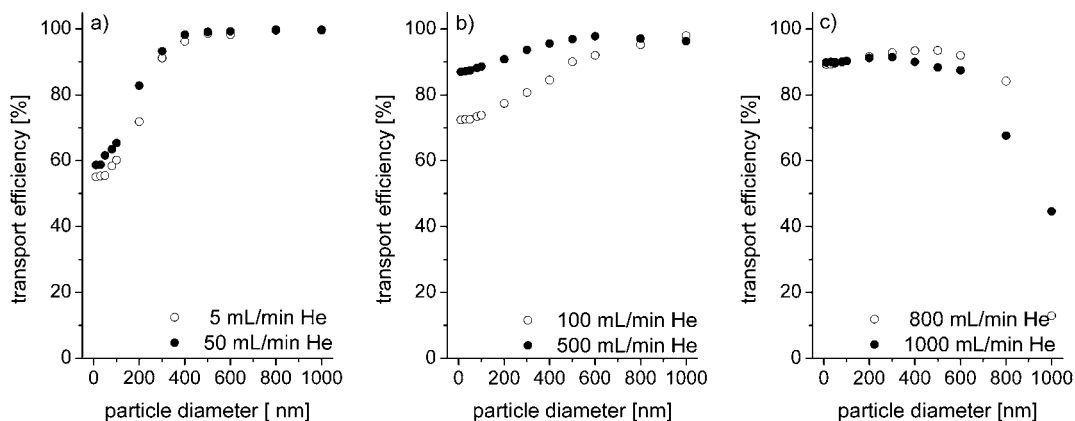 a)
100
80
60
40
20
0
transport efficiency [%]
5 mL/min He
50 mL/min He
0 200 400 600 800 1000
particle diameter [ nm]
b)
100
80
60
40
20
0
transport efficiency [%]
100 mL/min He
500 mL/min He
0 200 400 600 800 1000
particle diameter [nm]
c)
100
80
60
40
20
0
transport efficiency [%]
800 mL/min He
1000 mL/min He
0 200 400 600 800 1000
particle diameter [ nm]